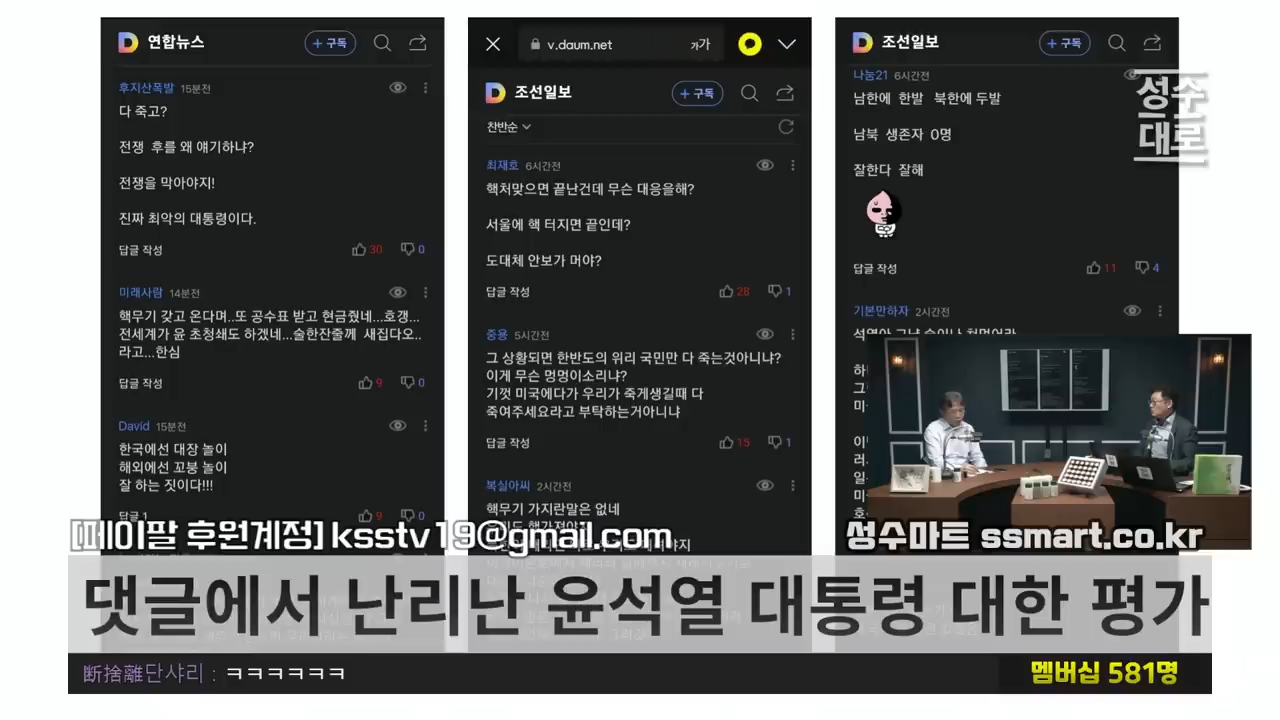 연합뉴스
+ 구독
후지산폭발 15분전
다 죽고?
전쟁 후를 왜 얘기하냐?
전쟁을 막아야지!
진짜 최악의 대통령이다.
답글 작성
30
0
미래사람 14분전
핵무기 갖고 온다며..또 공수표 받고 현금줬네...호갱...
전세계가 윤 초청쇄도 하겠네...술한잔줄께 새집다오..
라고...한심
답글 작성
9
0
David 15분전
한국에선 대장 놀이
해외에선 꼬붕 놀이
잘 하는 짓이다!!!
답글 1
9
0
v.daum.net
가가
조선일보
+ 구독
찬반순
최재호 6시간전
핵처맞으면 끝난건데 무슨 대응을해?
서울에 핵 터지면 끝인데?
도대체 안보가 머야?
답글 작성
28
1
중용 5시간전
그 상황되면 한반도의 위리 국민만 다 죽는것아니냐?
이게 무슨 멍멍이소리냐?
기껏 미국에다가 우리가 죽게생길때 다
죽여주세요라고 부탁하는거아니냐
답글 작성
15
1
복실아씨 2시간전
핵무기 가지란말은 없네
조선일보
+ 구독
나눔21 6시간전
남한에 한발 북한에 두발
남북 생존자 0명
잘한다 잘해
답글 작성
11
4
기본만하자 2시간전
성수대로
[페이팔 후원계정] ksstv19@gmail.com
성수마트 ssmart.co.kr
댓글에서 난리난 윤석열 대통령 대한 평가
断捨離단샤리 : ㅋㅋㅋㅋㅋㅋ
멤버십 581명